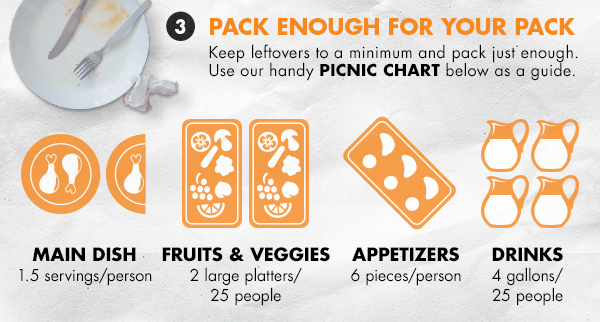 3 PACK ENOUGH FOR YOUR PACK
Keep leftovers to a minimum and pack just enough.
Use our handy PICNIC CHART below as a guide.
MAIN DISH
1.5 servings/person
FRUITS & VEGGIES
2 large platters/
25 people
APPETIZERS
6 pieces/person
DRINKS
4 gallons/
25 people